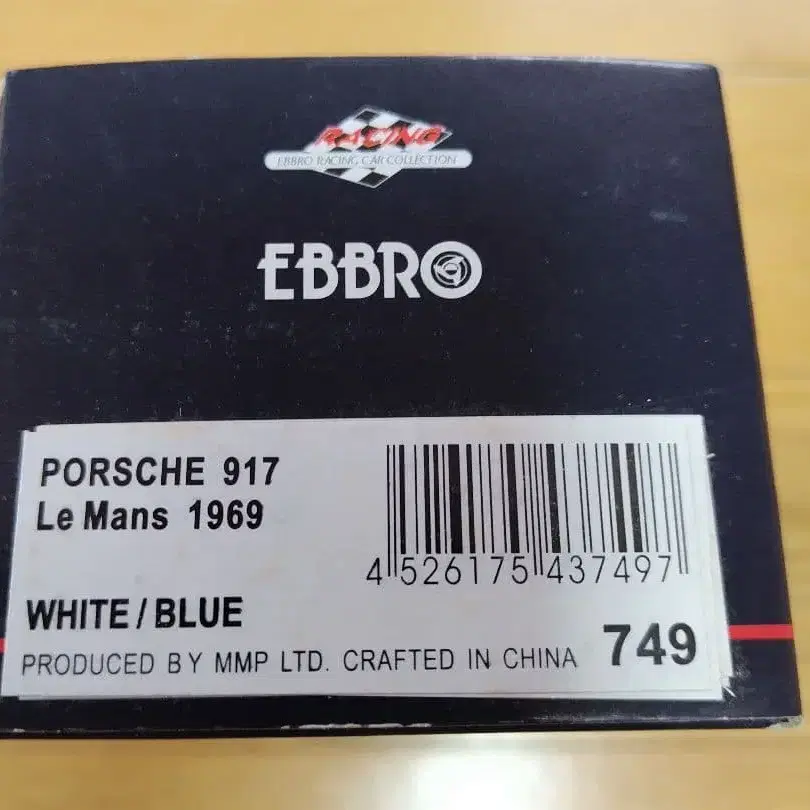 RACING
EBBRO RACING CAR COLLECTION
EBBRO
PORSCHE 917
Le Mans 1969
4 526175 437497
WHITE / BLUE
PRODUCED BY MMP LTD. CRAFTED IN CHINA 749